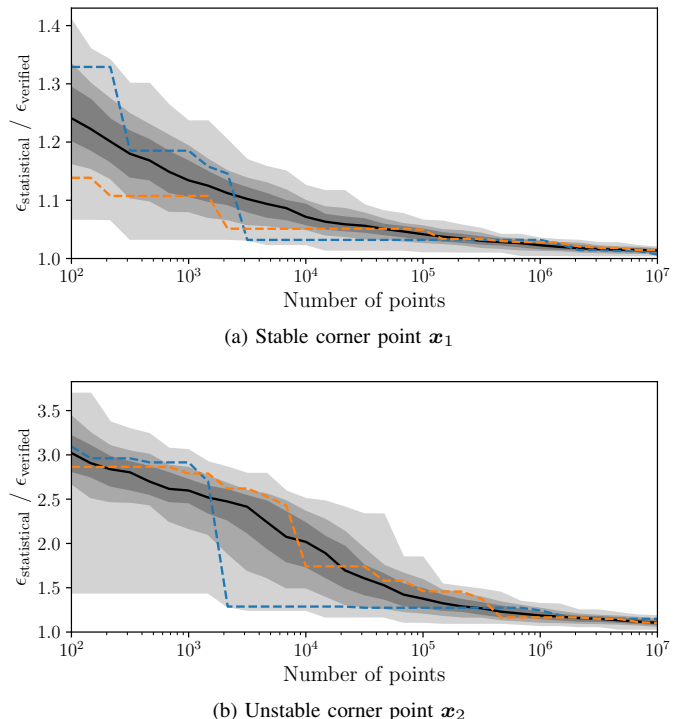 1.4
1.3
1.2
1.1
1.0
ϵstatistical / ϵverified
10² 10³ 10⁴ 10⁵ 10⁶ 10⁷
Number of points
(a) Stable corner point x₁
3.5
3.0
2.5
2.0
1.5
1.0
ϵstatistical / ϵverified
10² 10³ 10⁴ 10⁵ 10⁶ 10⁷
Number of points
(b) Unstable corner point x₂